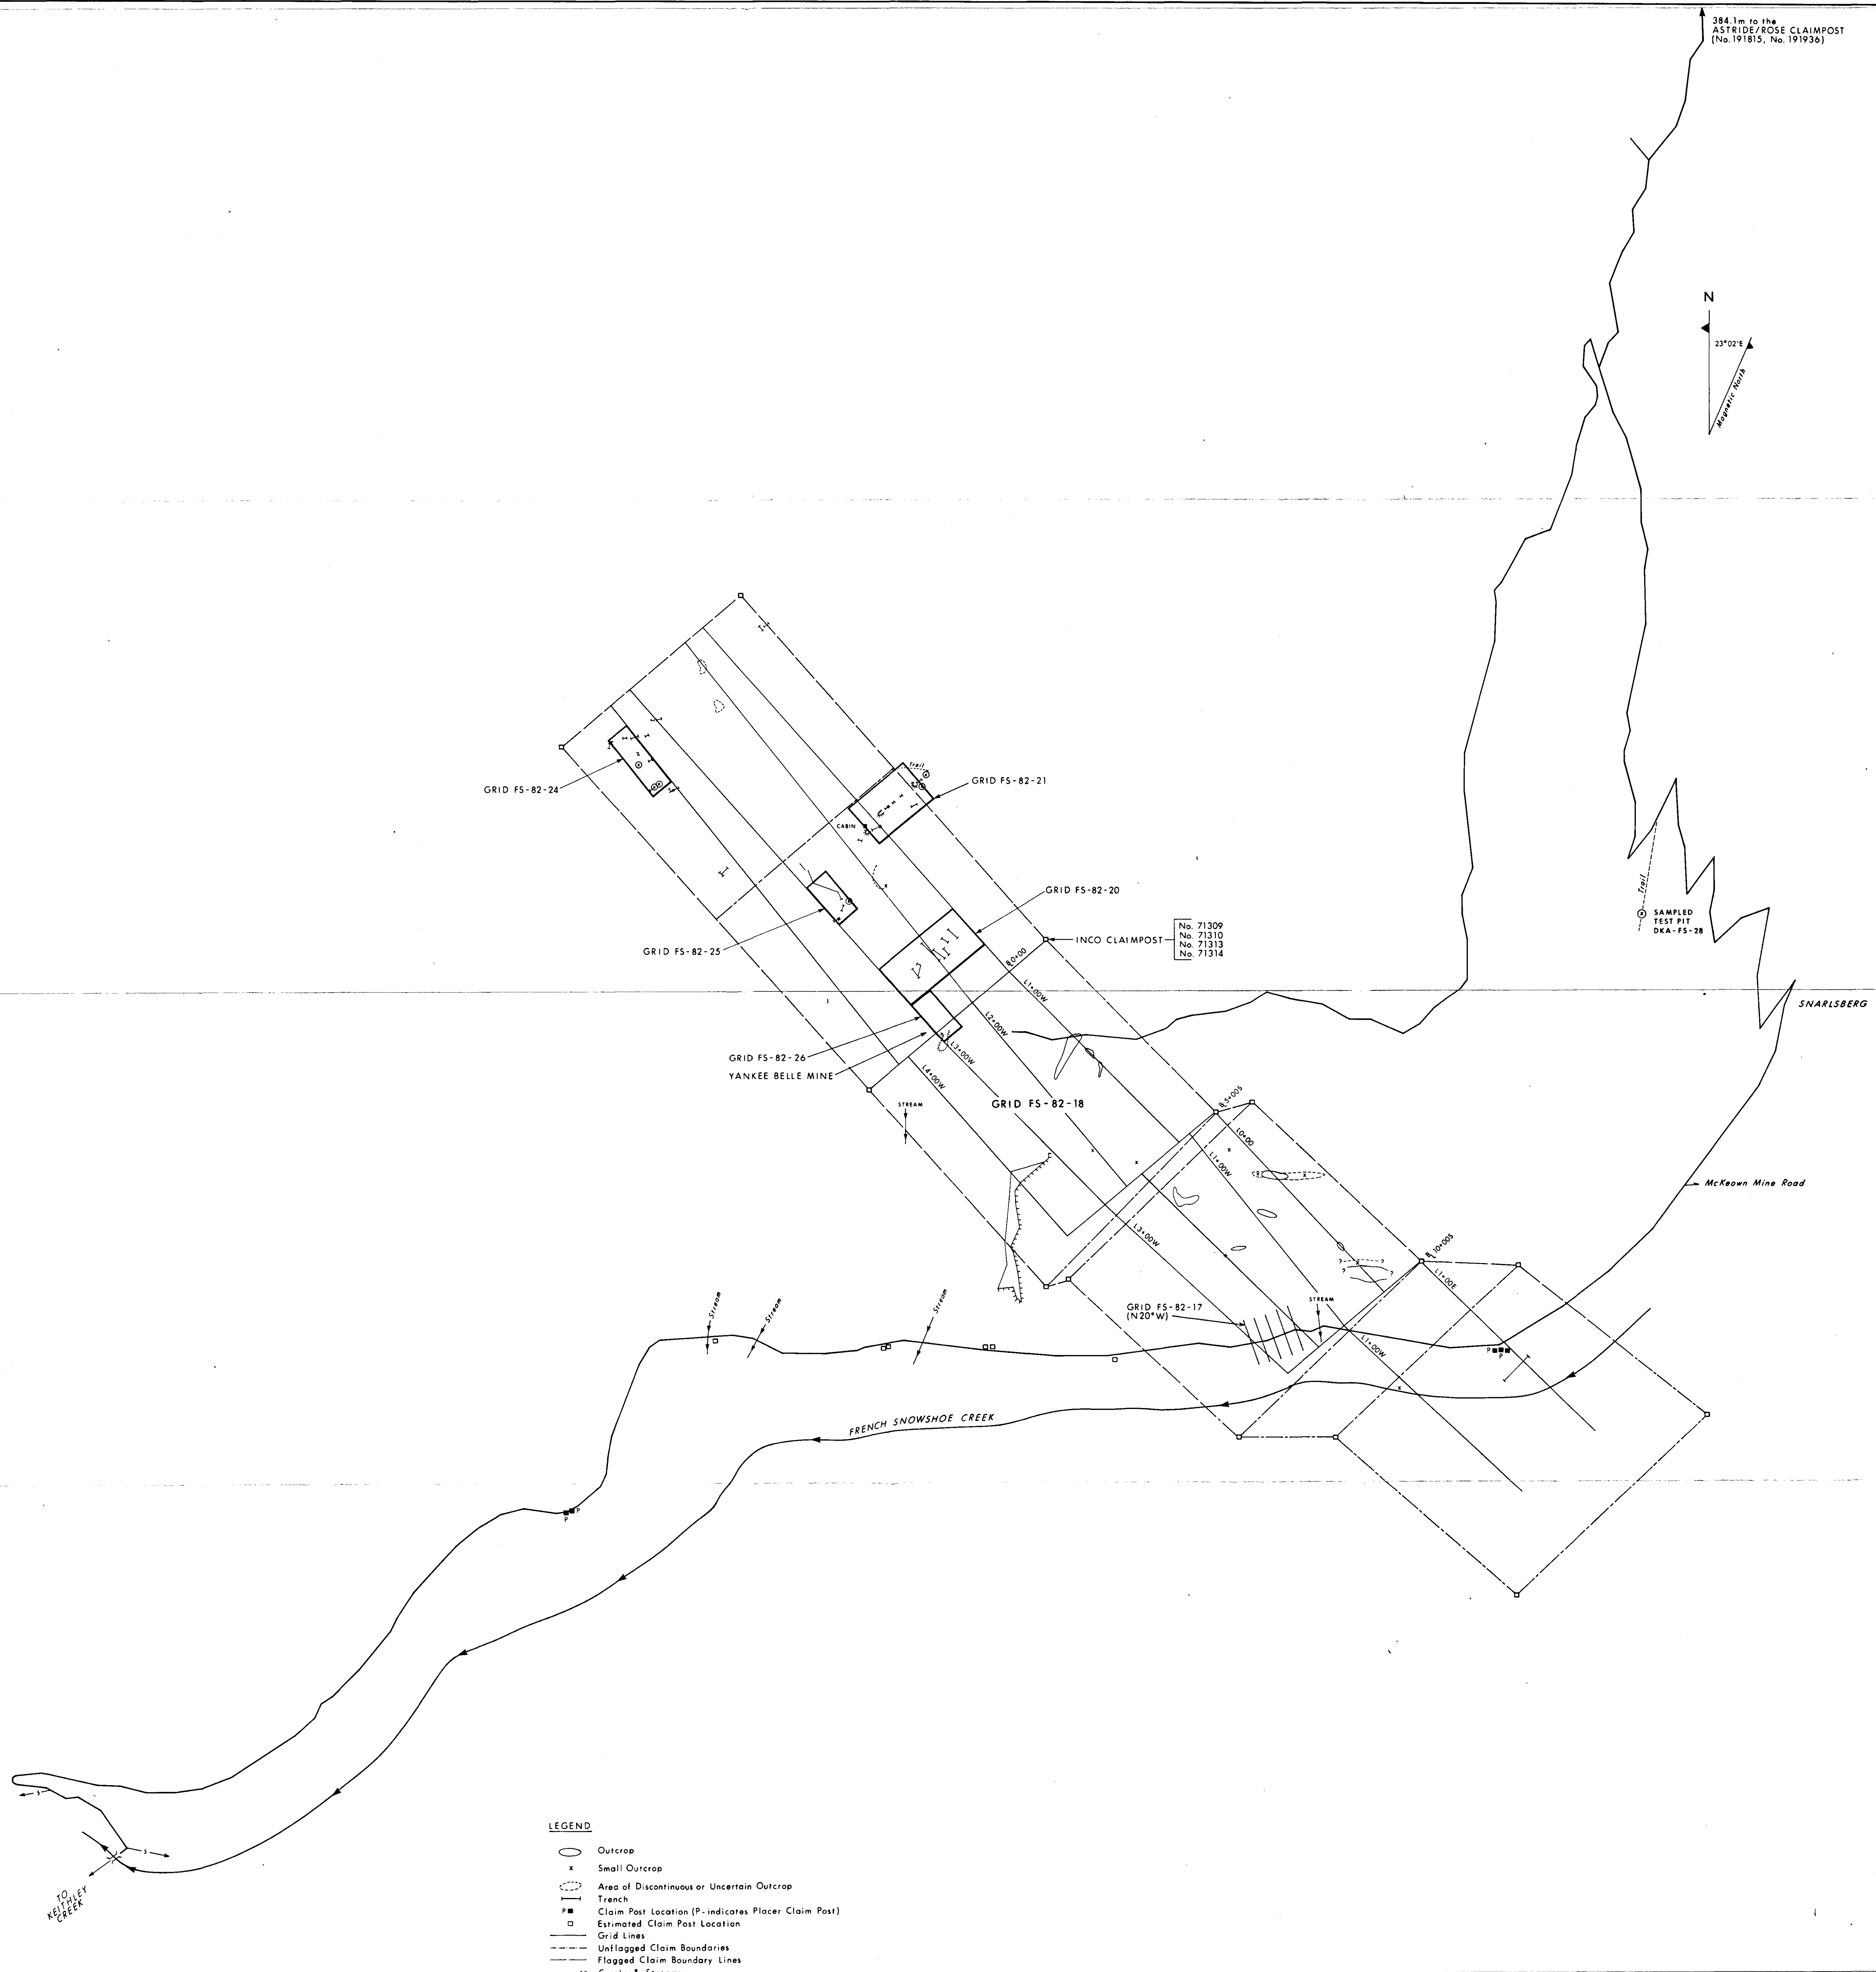 384.1m to the
ASTRIDE/ROSE CLAIMPOST
(No. 191815, No. 191936)
N
23°02'E
Magnetic North
GRID FS-82-24
Trail
GRID FS-82-21
CABIN
GRID FS-82-20
Trail
SAMPLED
TEST PIT
DKA-FS-28
INCO CLAIMPOST
No. 71309
No. 71310
No. 71313
No. 71314
GRID FS-82-25
BL 0+00
L1+00W
SNARLSBERG
L2+00W
L3+00W
GRID FS-82-26
YANKEE BELLE MINE
L4+00W
STREAM
GRID FS-82-18
BL 5+00S
L0+00
L1+00W
x
x
x
x
McKeown Mine Road
L3+00W
BL 10+00S
? ?
? ?
L1+00E
GRID FS-82-17
(N20°W)
STREAM
Stream
Stream
Stream
L1+00W
P
P
x
FRENCH SNOWSHOE CREEK
P
P
S
S
TO
KEITHLEY
CREEK
LEGEND
Outcrop
x Small Outcrop
Area of Discontinuous or Uncertain Outcrop
Trench
P Claim Post Location (P-indicates Placer Claim Post)
Estimated Claim Post Location
Grid Lines
Unflagged Claim Boundaries
Flagged Claim Boundary Lines